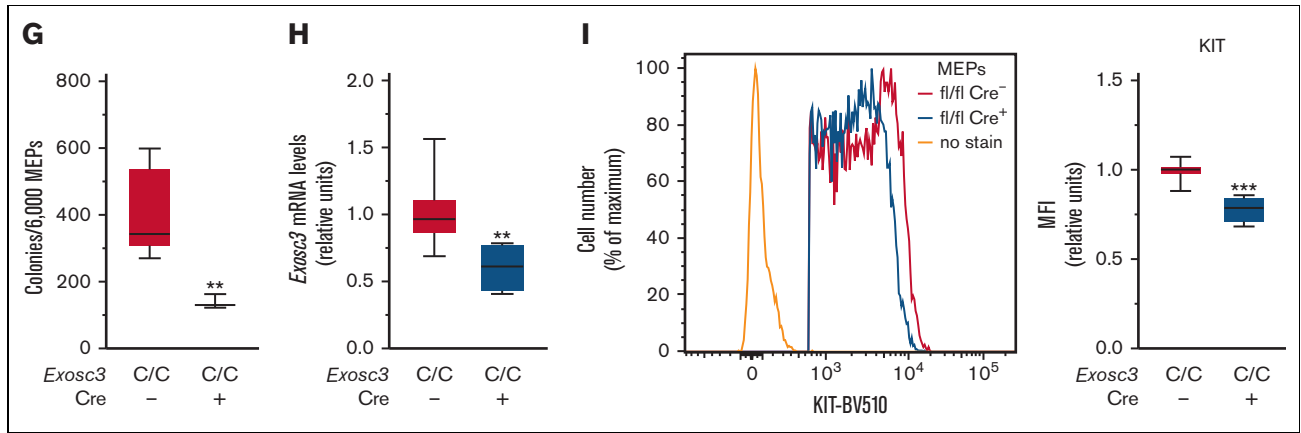 G
Colonies/6,000 MEPs
800
600
400
200
0
**
Exosc3 C/C C/C
Cre – +
H
Exosc3 mRNA levels
(relative units)
2.0
1.5
1.0
0.5
0.0
**
C/C C/C
– +
I
Cell number
(% of maximum)
100
80
60
40
20
0
MEPs
fl/fl Cre⁻
fl/fl Cre⁺
no stain
0 10³ 10⁴ 10⁵
KIT-BV510
KIT
MFI
(relative units)
1.5
1.0
0.5
0.0
***
Exosc3 C/C C/C
Cre – +